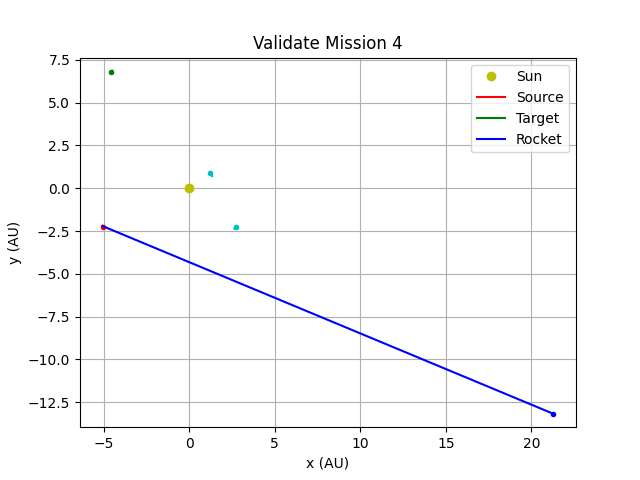 Validate Mission 4
7.5
5.0
2.5
0.0
−2.5
−5.0
−7.5
−10.0
−12.5
y (AU)
Sun
Source
Target
Rocket
−5
0
5
10
15
20
x (AU)